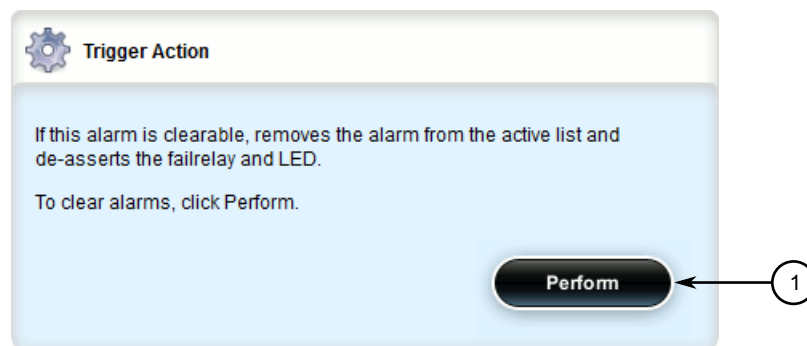 Trigger Action
If this alarm is clearable, removes the alarm from the active list and
de-asserts the failrelay and LED.
To clear alarms, click Perform.
Perform
1